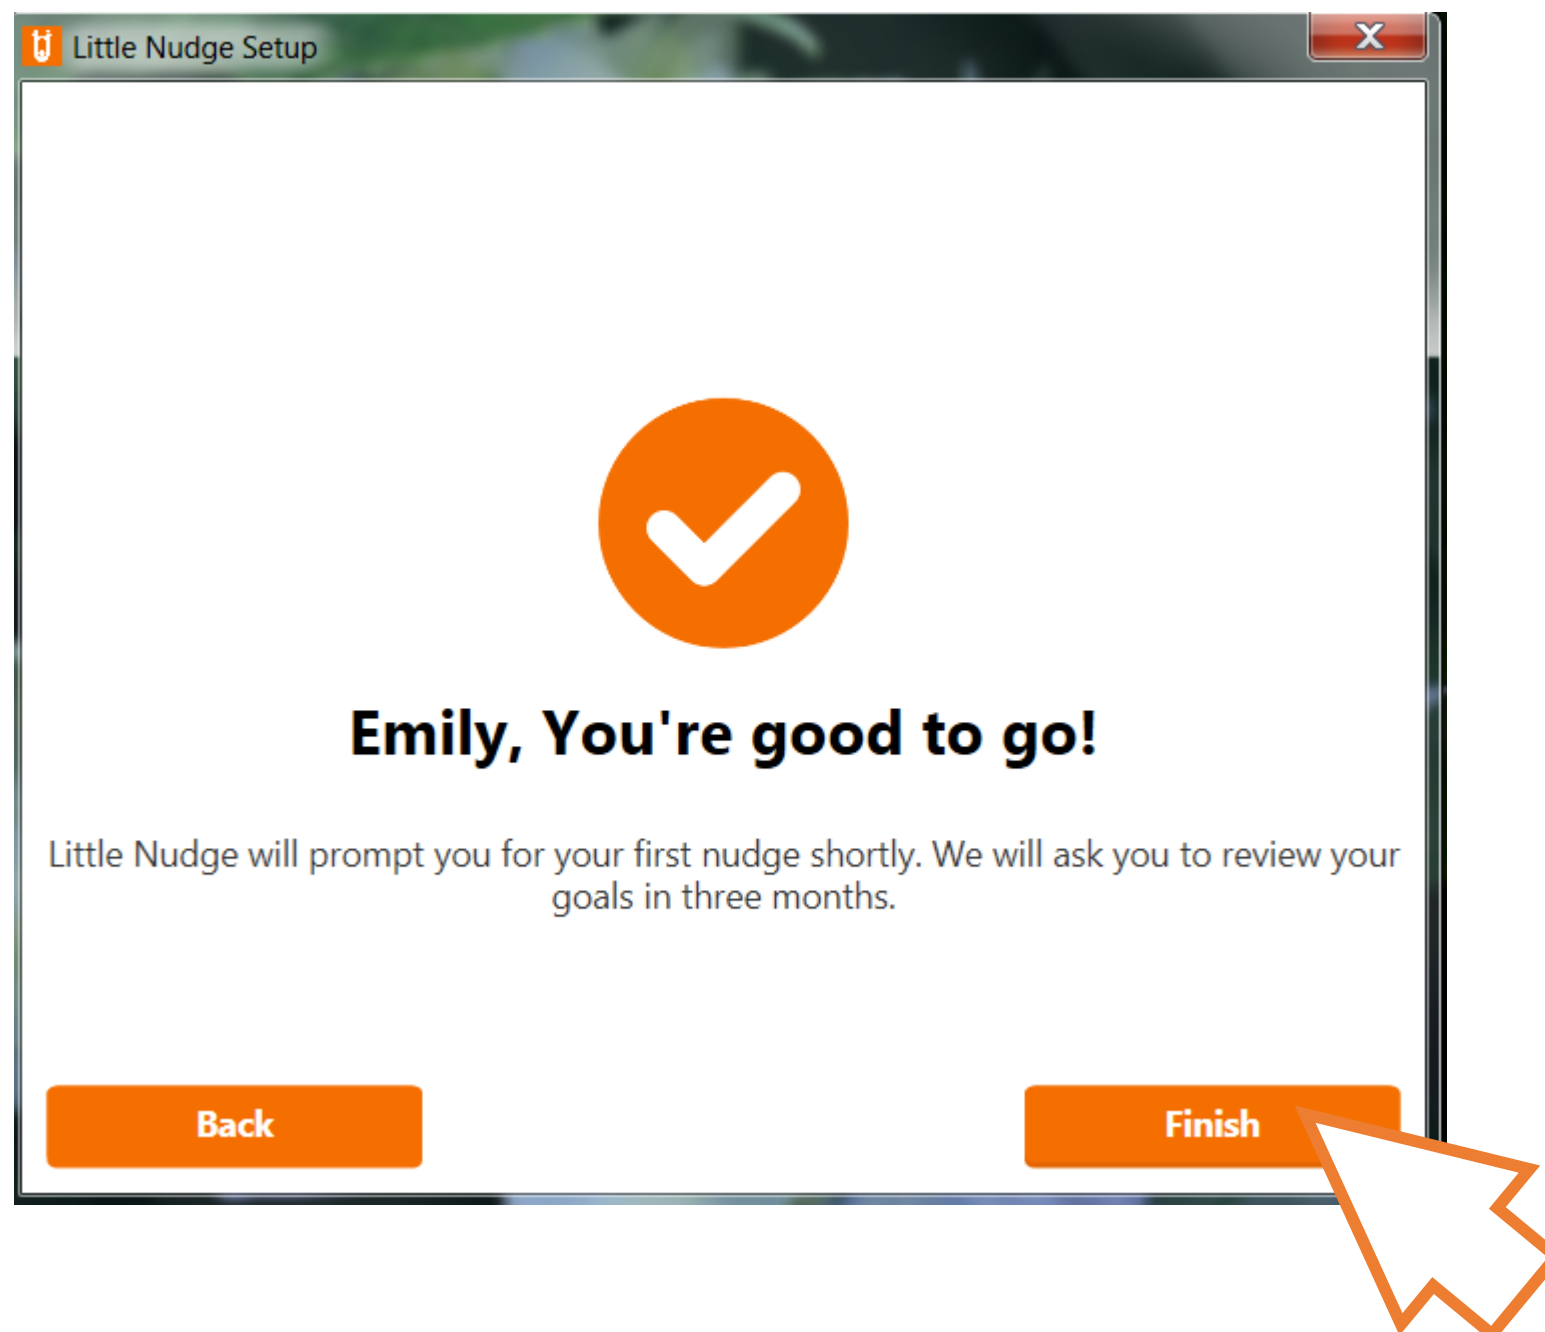 Little Nudge Setup
Emily, You're good to go!
Little Nudge will prompt you for your first nudge shortly. We will ask you to review your
goals in three months.
Back
Finish